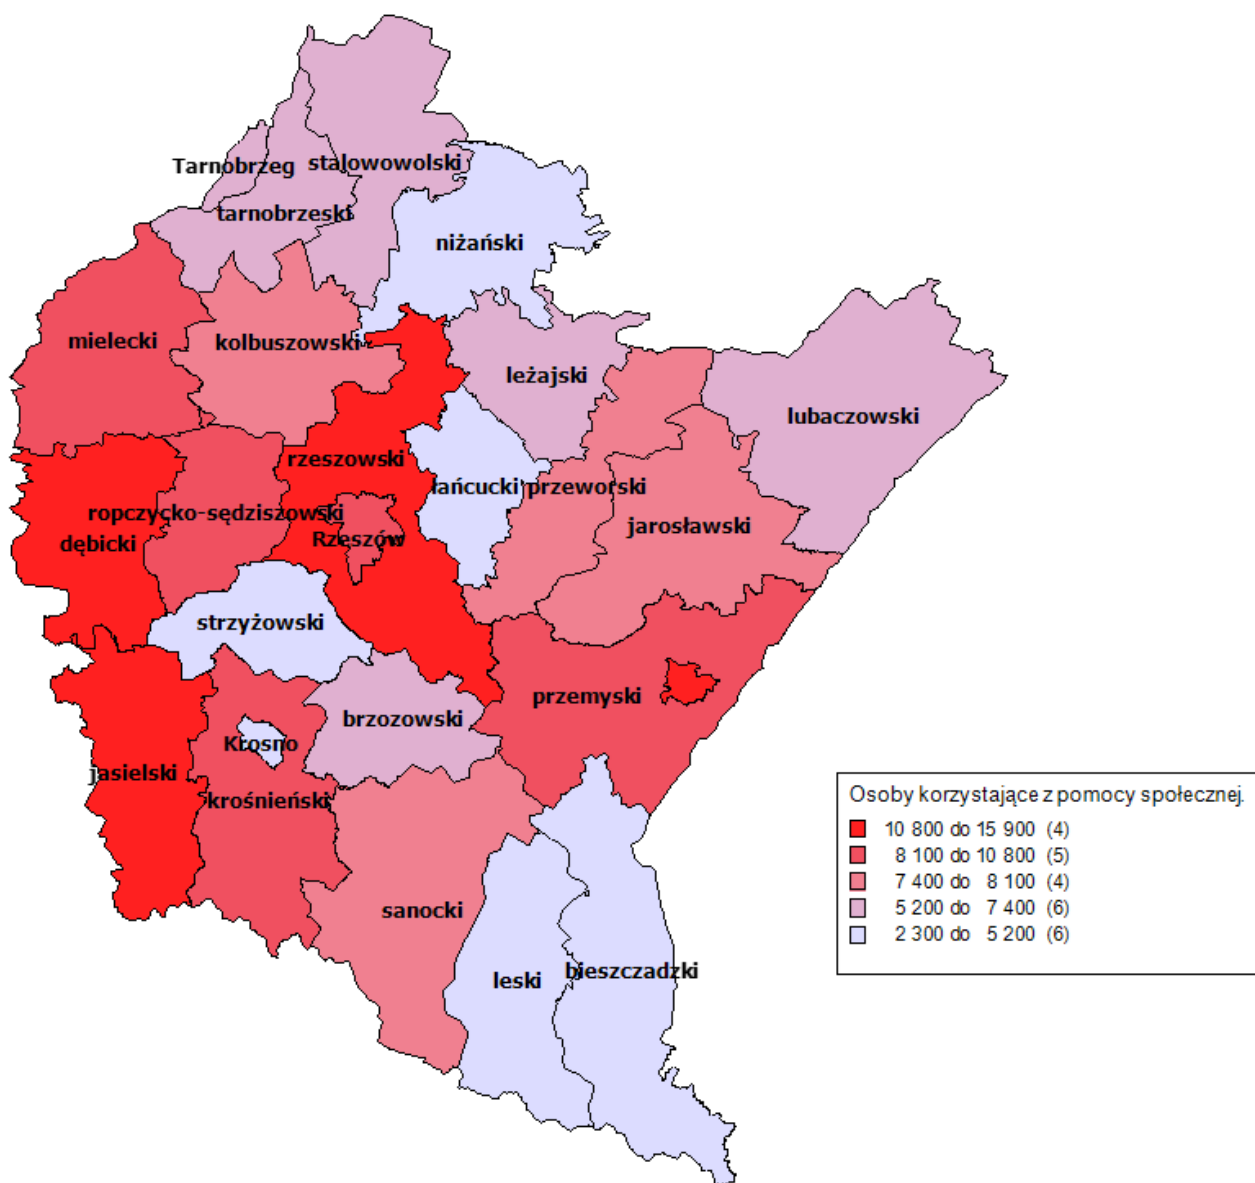 Tarnobrzeg
stalowowolski
tarnobrzeski
niżański
mielecki
kolbuszowski
leżajski
lubaczowski
rzeszowski
łańcucki
przeworski
ropczycko-sędziszowski
jarosławski
dębicki
Rzeszów
strzyżowski
przemyski
brzozowski
Krosno
jasielski
krośnieński
sanocki
leski
bieszczadzki
Osoby korzystające z pomocy społecznej.
10 800 do 15 900 (4)
8 100 do 10 800 (5)
7 400 do 8 100 (4)
5 200 do 7 400 (6)
2 300 do 5 200 (6)